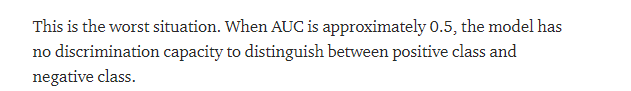 This is the worst situation. When AUC is approximately 0.5, the model has
no discrimination capacity to distinguish between positive class and
negative class.